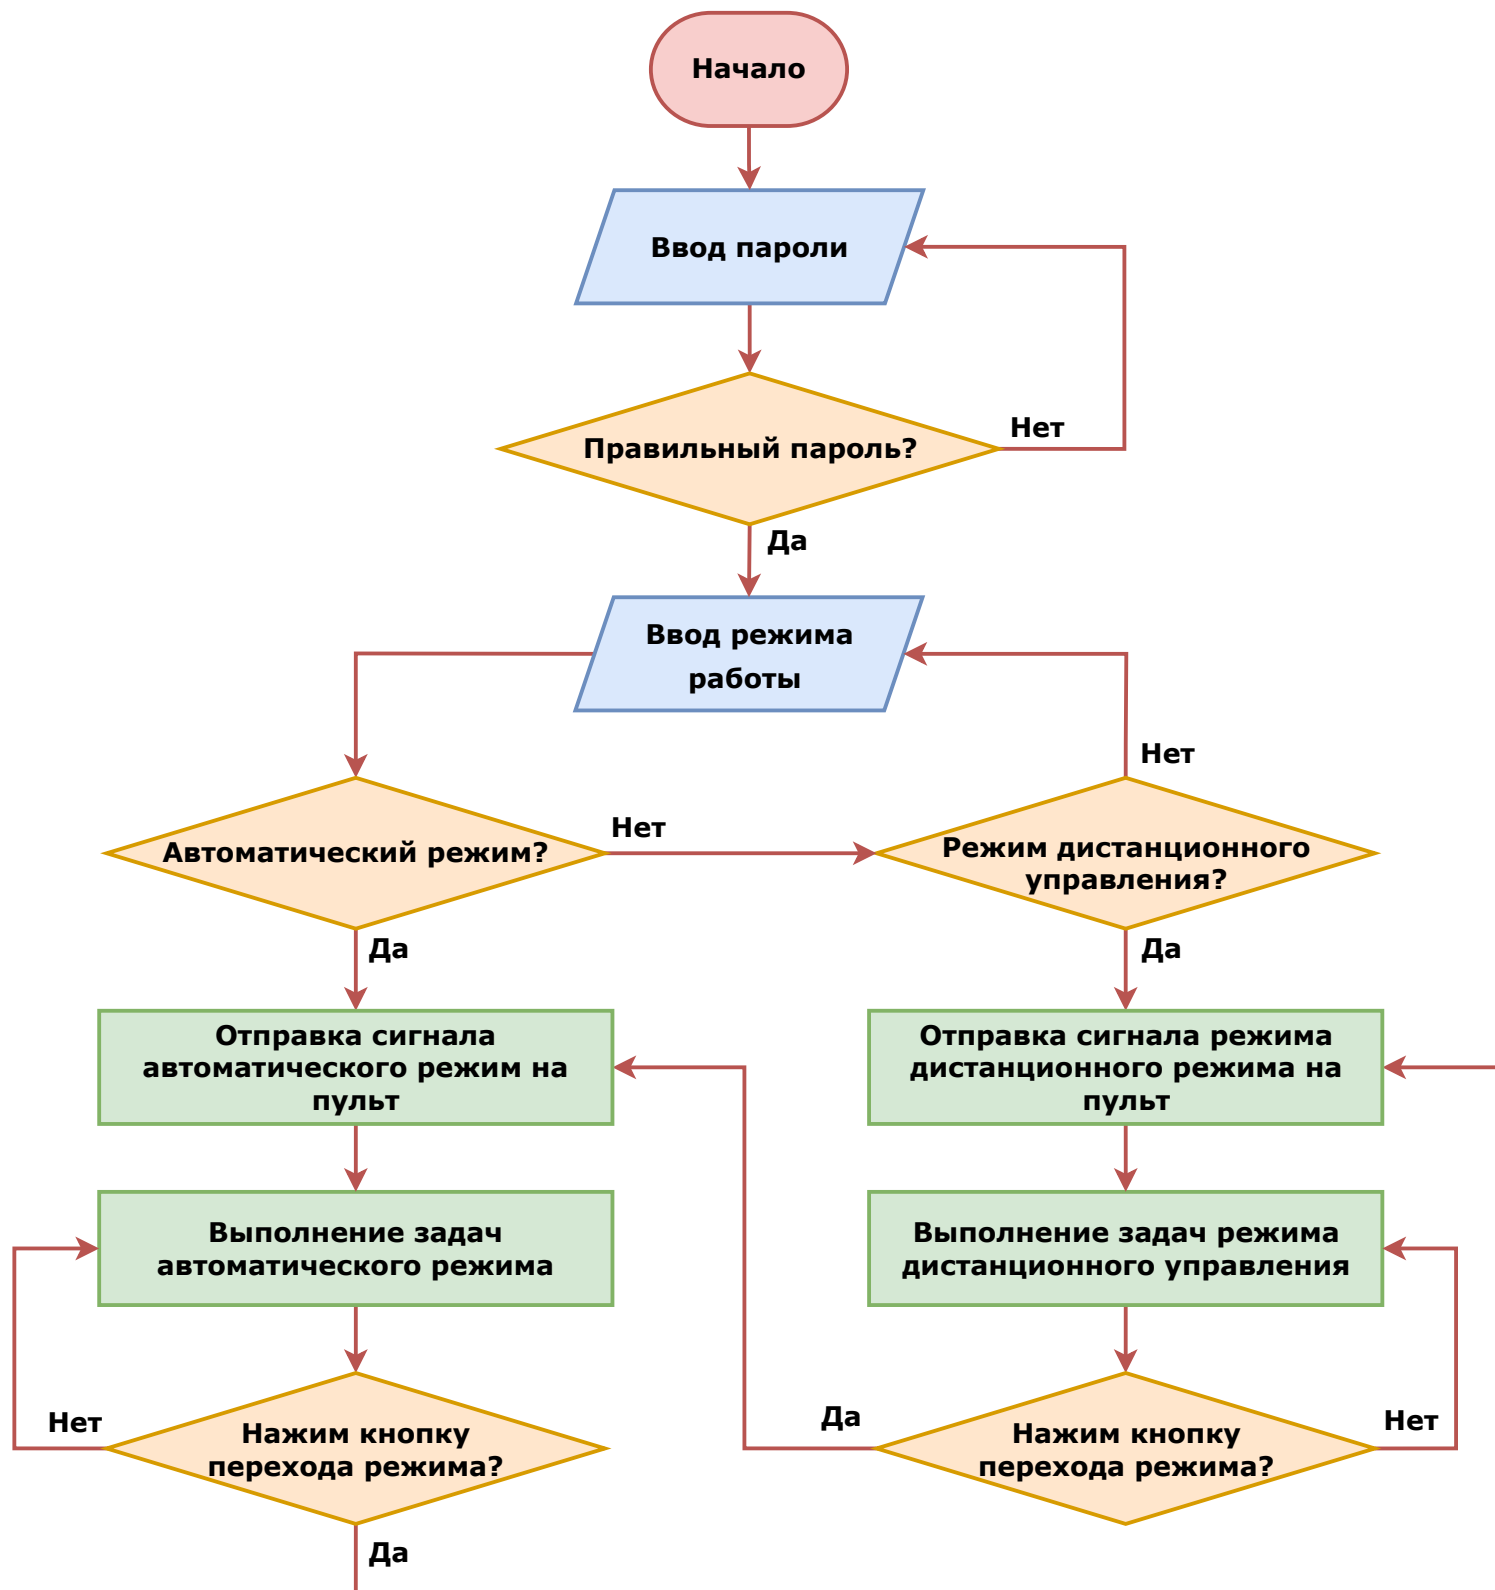 Начало
Ввод пароли
Правильный пароль?
Нет
Да
Ввод режима
работы
Нет
Автоматический режим?
Нет
Режим дистанционного
управления?
Да
Да
Отправка сигнала
автоматического режим на
пульт
Отправка сигнала режима
дистанционного режима на
пульт
Выполнение задач
автоматического режима
Выполнение задач режима
дистанционного управления
Нет
Нажим кнопку
перехода режима?
Да
Нажим кнопку
перехода режима?
Нет
Да